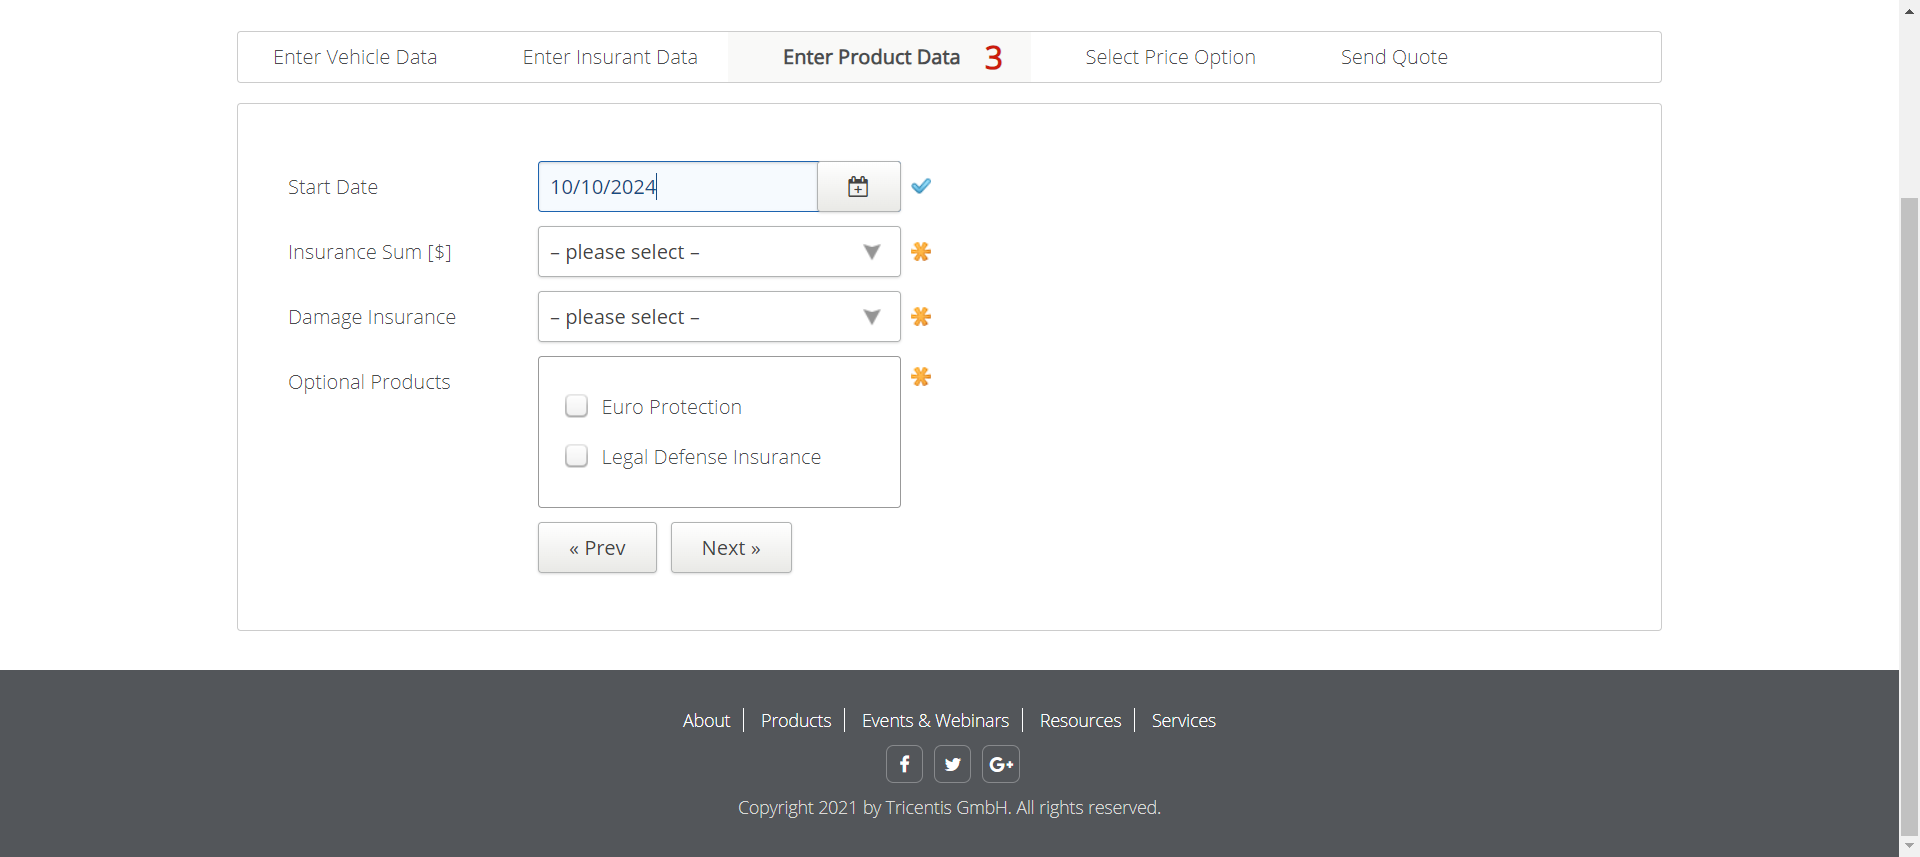 Enter Vehicle Data Enter Insurant Data Enter Product Data 3 Select Price Option Send Quote
Start Date 10/10/2024
Insurance Sum [$] – please select –
Damage Insurance – please select –
Optional Products
Euro Protection
Legal Defense Insurance
« Prev Next »
About Products Events & Webinars Resources Services
f G+
Copyright 2021 by Tricentis GmbH. All rights reserved.